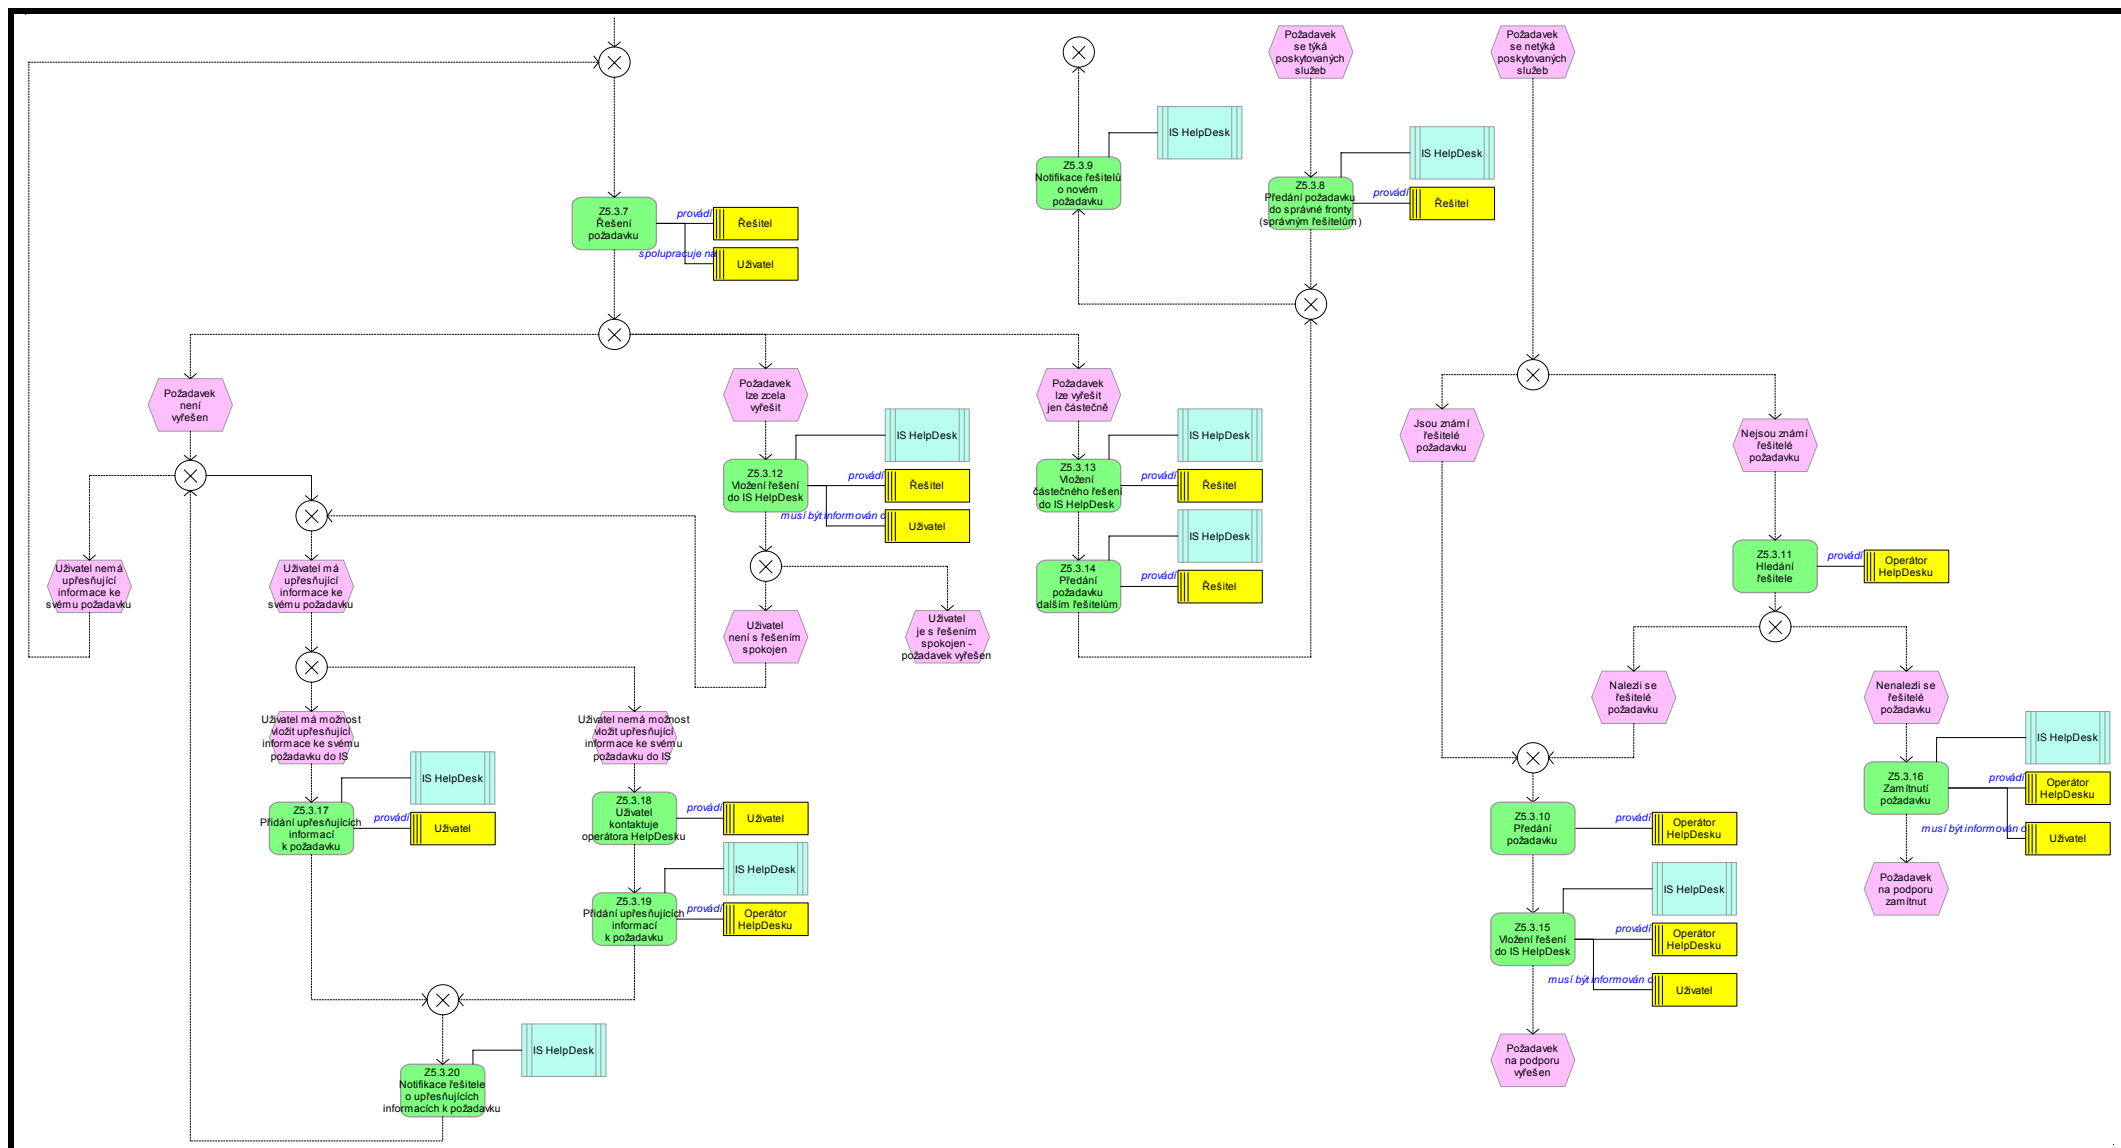 Požadavek
se týká
poskytovaných
služeb
Požadavek
se netýká
poskytovaných
služeb
IS HelpDesk
IS HelpDesk
Z5.3.9
Notifikace řešitelů
o novém
požadavku
Z5.3.8
Předání požadavku
do správné fronty
(správným řešitelům)
provádí
Řešitel
Z5.3.7
Řešení
požadavku
provádí
Řešitel
spolupracuje na
Uživatel
Požadavek
není
vyřešen
Požadavek
lze zcela
vyřešit
Požadavek
lze vyřešit
jen částečně
Jsou známí
řešitelé
požadavku
Nejsou známí
řešitelé
požadavku
IS HelpDesk
IS HelpDesk
Z5.3.12
Vložení řešení
do IS HelpDesk
provádí
Řešitel
musí být informován o
Uživatel
Z5.3.13
Vložení
částečného řešení
do IS HelpDesk
provádí
Řešitel
IS HelpDesk
Z5.3.14
Předání
požadavku
dalším řešitelům
provádí
Řešitel
Z5.3.11
Hledání
řešitele
provádí
Operátor
HelpDesku
Uživatel nemá
upřesňující
informace ke
svému požadavku
Uživatel má
upřesňující
informace ke
svému požadavku
Uživatel
není s řešením
spokojen
Uživatel
je s řešením
spokojen -
požadavek vyřešen
Nalezli se
řešitelé
požadavku
Nenalezli se
řešitelé
požadavku
Uživatel má možnost
vložit upřesňující
informace ke svému
požadavku do IS
Uživatel nemá možnost
vložit upřesňující
informace ke svému
požadavku do IS
IS HelpDesk
IS HelpDesk
Z5.3.17
Přidání upřesňujících
informací
k požadavku
provádí
Uživatel
Z5.3.18
Uživatel
kontaktuje
operátora HelpDesku
provádí
Uživatel
Z5.3.10
Předání
požadavku
provádí
Operátor
HelpDesku
Z5.3.16
Zamítnutí
požadavku
provádí
Operátor
HelpDesku
musí být informován o
Uživatel
IS HelpDesk
Z5.3.19
Přidání upřesňujících
informací
k požadavku
provádí
Operátor
HelpDesku
IS HelpDesk
Z5.3.15
Vložení řešení
do IS HelpDesk
provádí
Operátor
HelpDesku
musí být informován o
Uživatel
Požadavek
na podporu
zamítnut
IS HelpDesk
Z5.3.20
Notifikace řešitele
o upřesňujících
informacích k požadavku
Požadavek
na podporu
vyřešen